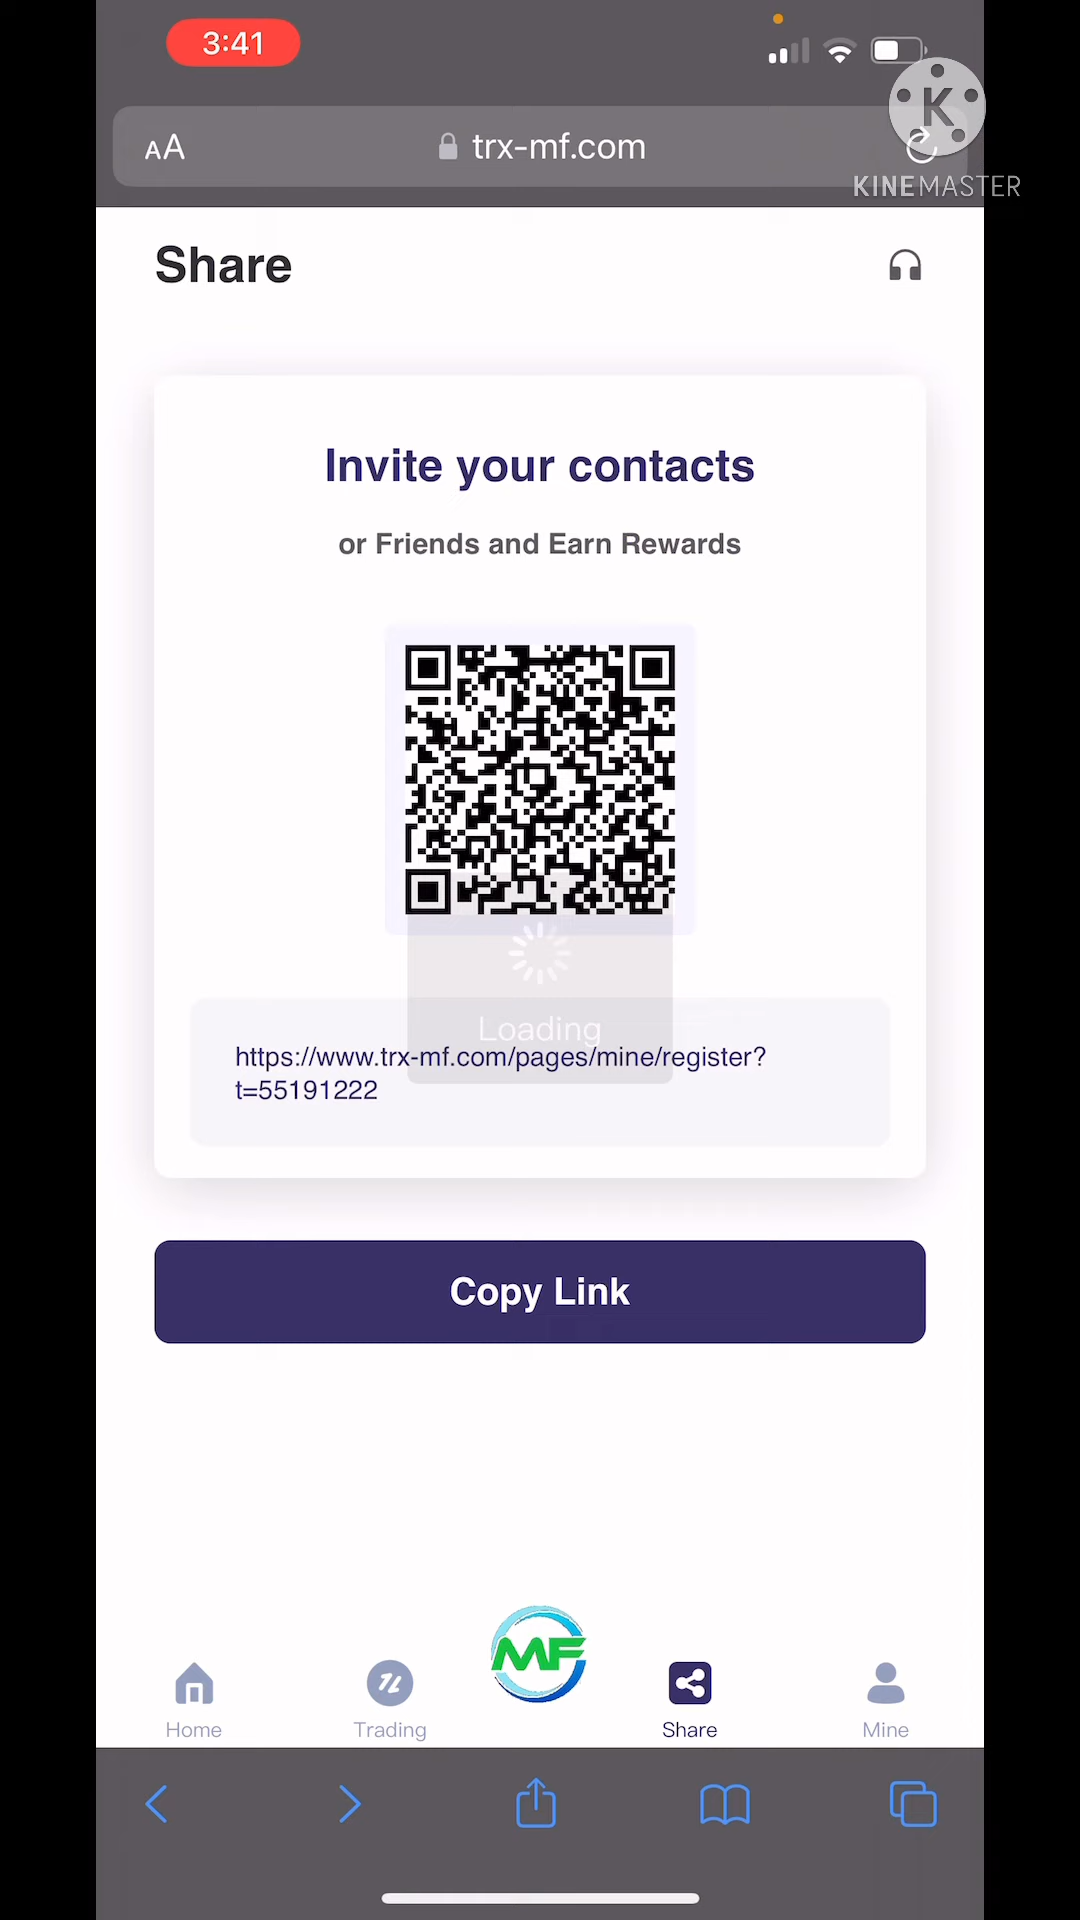 3:41
AA
trx-mf.com
K
KINEMASTER
Share
Invite your contacts
or Friends and Earn Rewards
Loading
https://www.trx-mf.com/pages/mine/register?
t=55191222
Copy Link
MF
Home
Trading
Share
Mine